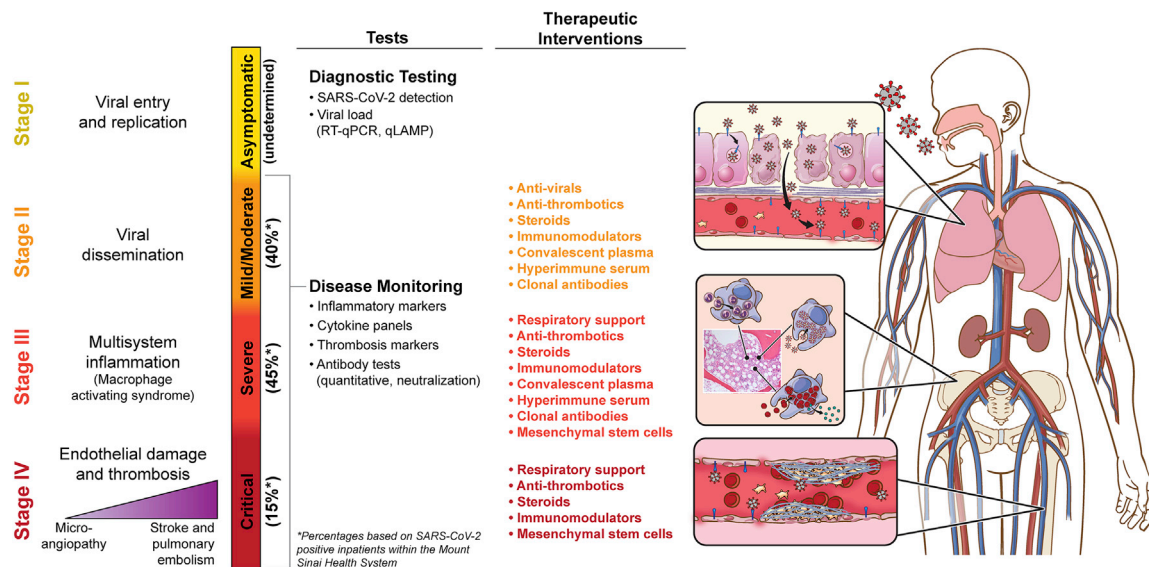 Tests
Therapeutic
Interventions
Stage I
Viral entry
and replication
Asymptomatic
(undetermined)
Diagnostic Testing
• SARS-CoV-2 detection
• Viral load
(RT-qPCR, qLAMP)
Stage II
Viral
dissemination
Mild/Moderate
(40%*)
• Anti-virals
• Anti-thrombotics
• Steroids
• Immunomodulators
• Convalescent plasma
• Hyperimmune serum
• Clonal antibodies
Disease Monitoring
• Inflammatory markers
• Cytokine panels
• Thrombosis markers
• Antibody tests
(quantitative, neutralization)
Stage III
Multisystem
inflammation
(Macrophage
activating syndrome)
Severe
(45%*)
• Respiratory support
• Anti-thrombotics
• Steroids
• Immunomodulators
• Convalescent plasma
• Hyperimmune serum
• Clonal antibodies
• Mesenchymal stem cells
Stage IV
Endothelial damage
and thrombosis
Micro-
angiopathy
Stroke and
pulmonary
embolism
Critical
(15%*)
• Respiratory support
• Anti-thrombotics
• Steroids
• Immunomodulators
• Mesenchymal stem cells
*Percentages based on SARS-CoV-2
positive inpatients within the Mount
Sinai Health System